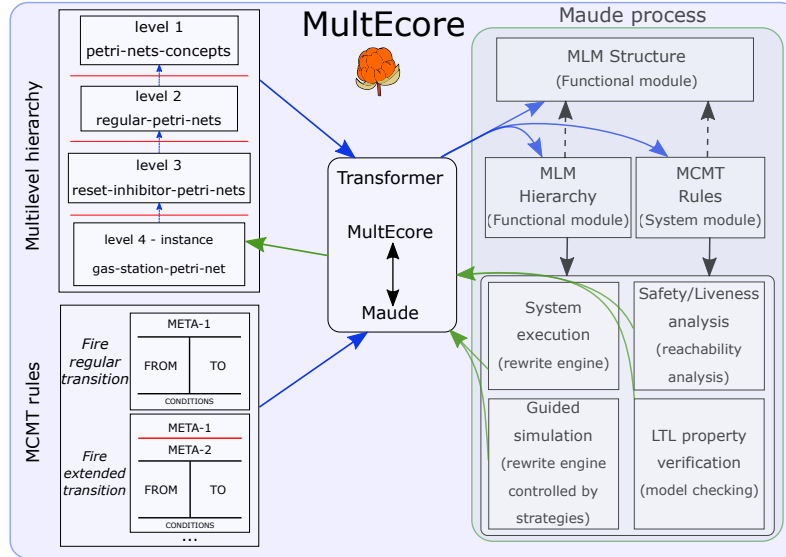 MultEcore
Multilevel hierarchy
level 1
petri-nets-concepts
level 2
regular-petri-nets
level 3
reset-inhibitor-petri-nets
level 4 - instance
gas-station-petri-net
MCMT rules
Fire
regular
transition
META-1
FROM
TO
CONDITIONS
Fire
extended
transition
META-1
META-2
FROM
TO
CONDITIONS
...
Transformer
MultEcore
Maude
Maude process
MLM Structure
(Functional module)
MLM
Hierarchy
(Functional module)
MCMT
Rules
(System module)
System
execution
(rewrite engine)
Safety/Liveness
analysis
(reachability
analysis)
Guided
simulation
(rewrite engine
controlled by
strategies)
LTL property
verification
(model checking)